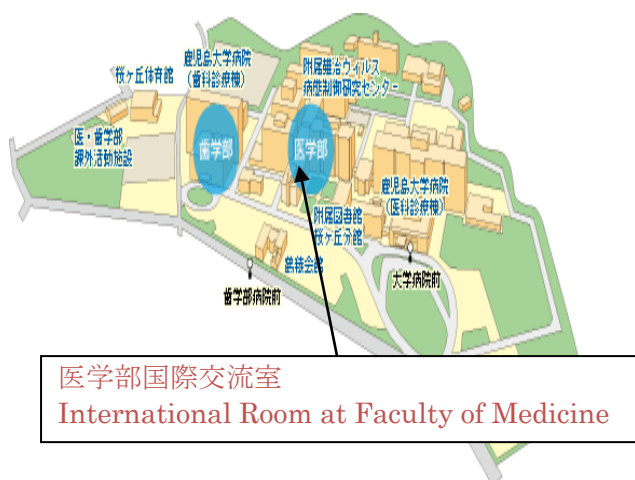 鹿児島大学病院
(歯科診療棟)
附属難治ウィルス
病態制御研究センター
桜ヶ丘体育館
医・歯学部
課外活動施設
歯学部
医学部
鹿児島大学病院
(医科診療棟)
附属図書館
桜ヶ丘分館
鶴陵会館
大学病院前
歯学部病院前
医学部国際交流室
International Room at Faculty of Medicine